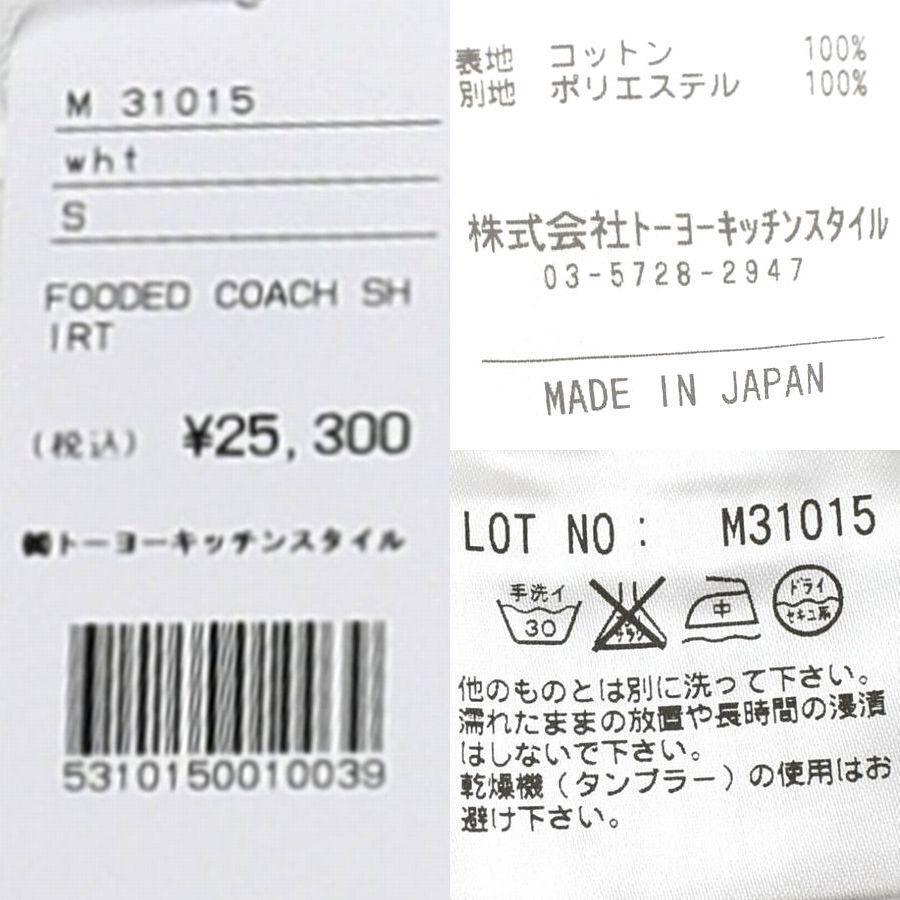 M 31015
wht
S
FOODED COACH SH
IRT
(税込) ¥25,300
㈱トーヨーキッチンスタイル
5310150010039
表地 コットン 100%
別地 ポリエステル 100%
株式会社トーヨーキッチンスタイル
03-5728-2947
MADE IN JAPAN
LOT NO: M31015
手洗イ
30
サラシ
中
ドライ
セキユ系
他のものとは別に洗って下さい。
濡れたままの放置や長時間の浸漬
はしないで下さい。
乾燥機(タンブラー)の使用はお
避け下さい。